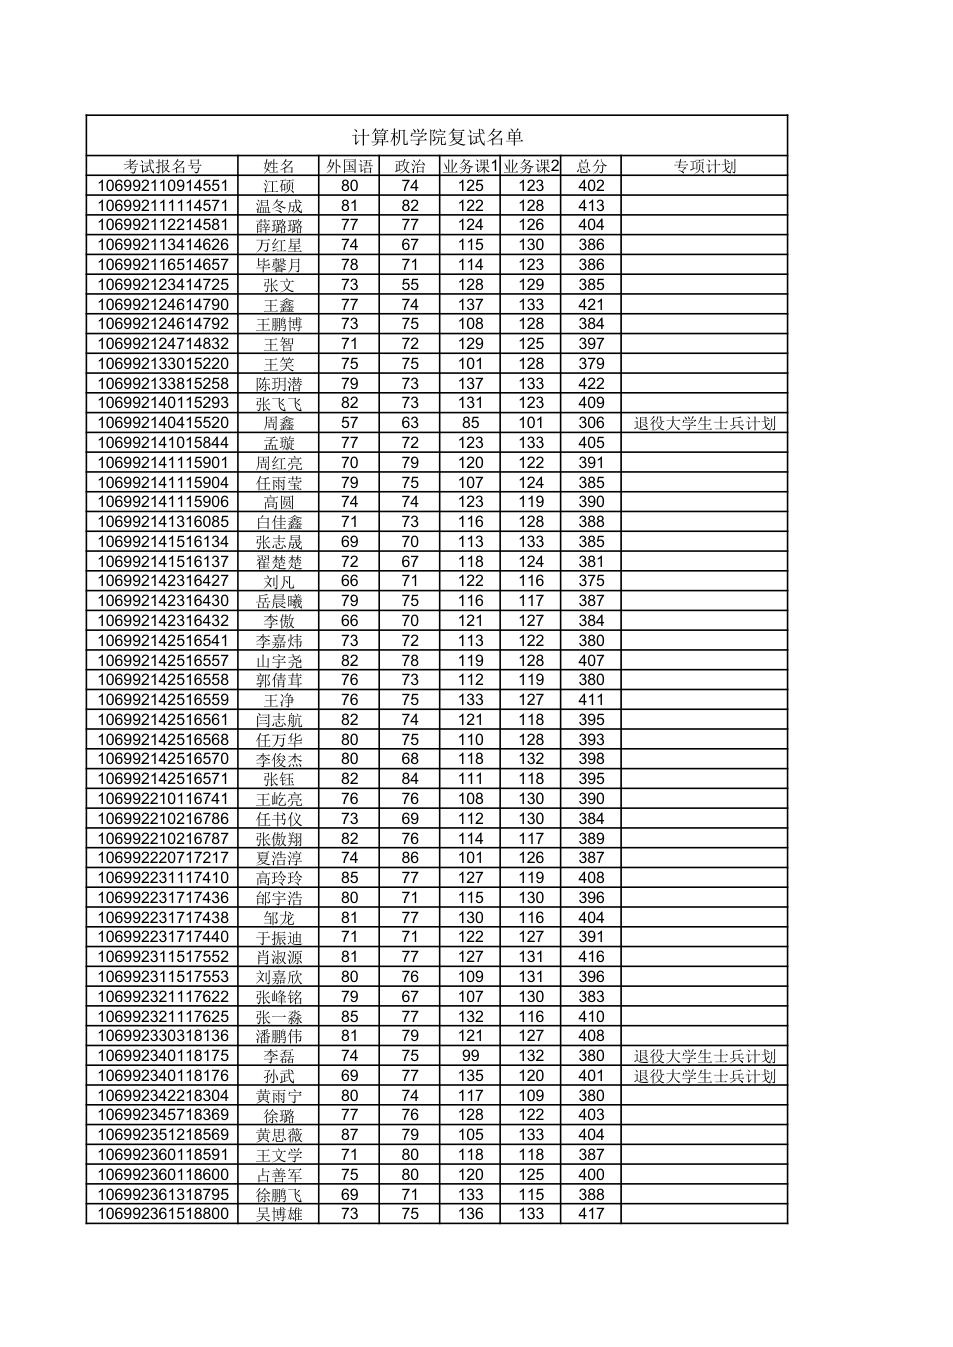 计算机学院复试名单
考试报名号 姓名 外国语 政治 业务课1 业务课2 总分 专项计划
106992110914551 江硕 80 74 125 123 402
106992111114571 温冬成 81 82 122 128 413
106992112214581 薛璐璐 77 77 124 126 404
106992113414626 万红星 74 67 115 130 386
106992116514657 毕馨月 78 71 114 123 386
106992123414725 张文 73 55 128 129 385
106992124614790 王鑫 77 74 137 133 421
106992124614792 王鹏博 73 75 108 128 384
106992124714832 王智 71 72 129 125 397
106992133015220 王笑 75 75 101 128 379
106992133815258 陈玥潜 79 73 137 133 422
106992140115293 张飞飞 82 73 131 123 409
106992140415520 周鑫 57 63 85 101 306 退役大学生士兵计划
106992141015844 孟璇 77 72 123 133 405
106992141115901 周红亮 70 79 120 122 391
106992141115904 任雨莹 79 75 107 124 385
106992141115906 高圆 74 74 123 119 390
106992141316085 白佳鑫 71 73 116 128 388
106992141516134 张志晟 69 70 113 133 385
106992141516137 翟楚楚 72 67 118 124 381
106992142316427 刘凡 66 71 122 116 375
106992142316430 岳晨曦 79 75 116 117 387
106992142316432 李傲 66 70 121 127 384
106992142516541 李嘉炜 73 72 113 122 380
106992142516557 山宇尧 82 78 119 128 407
106992142516558 郭倩茸 76 73 112 119 380
106992142516559 王净 76 75 133 127 411
106992142516561 闫志航 82 74 121 118 395
106992142516568 任万华 80 75 110 128 393
106992142516570 李俊杰 80 68 118 132 398
106992142516571 张钰 82 84 111 118 395
106992210116741 王屹亮 76 76 108 130 390
106992210216786 任书仪 73 69 112 130 384
106992210216787 张傲翔 82 76 114 117 389
106992220717217 夏浩淳 74 86 101 126 387
106992231117410 高玲玲 85 77 127 119 408
106992231717436 邰宇浩 80 71 115 130 396
106992231717438 邹龙 81 77 130 116 404
106992231717440 于振迪 71 71 122 127 391
106992311517552 肖淑源 81 77 127 131 416
106992311517553 刘嘉欣 80 76 109 131 396
106992321117622 张峰铭 79 67 107 130 383
106992321117625 张一淼 85 77 132 116 410
106992330318136 潘鹏伟 81 79 121 127 408
106992340118175 李磊 74 75 99 132 380 退役大学生士兵计划
106992340118176 孙武 69 77 135 120 401 退役大学生士兵计划
106992342218304 黄雨宁 80 74 117 109 380
106992345718369 徐璐 77 76 128 122 403
106992351218569 黄思薇 87 79 105 133 404
106992360118591 王文学 71 80 118 118 387
106992360118600 占善军 75 80 120 125 400
106992361318795 徐鹏飞 69 71 133 115 388
106992361518800 吴博雄 73 75 136 133 417